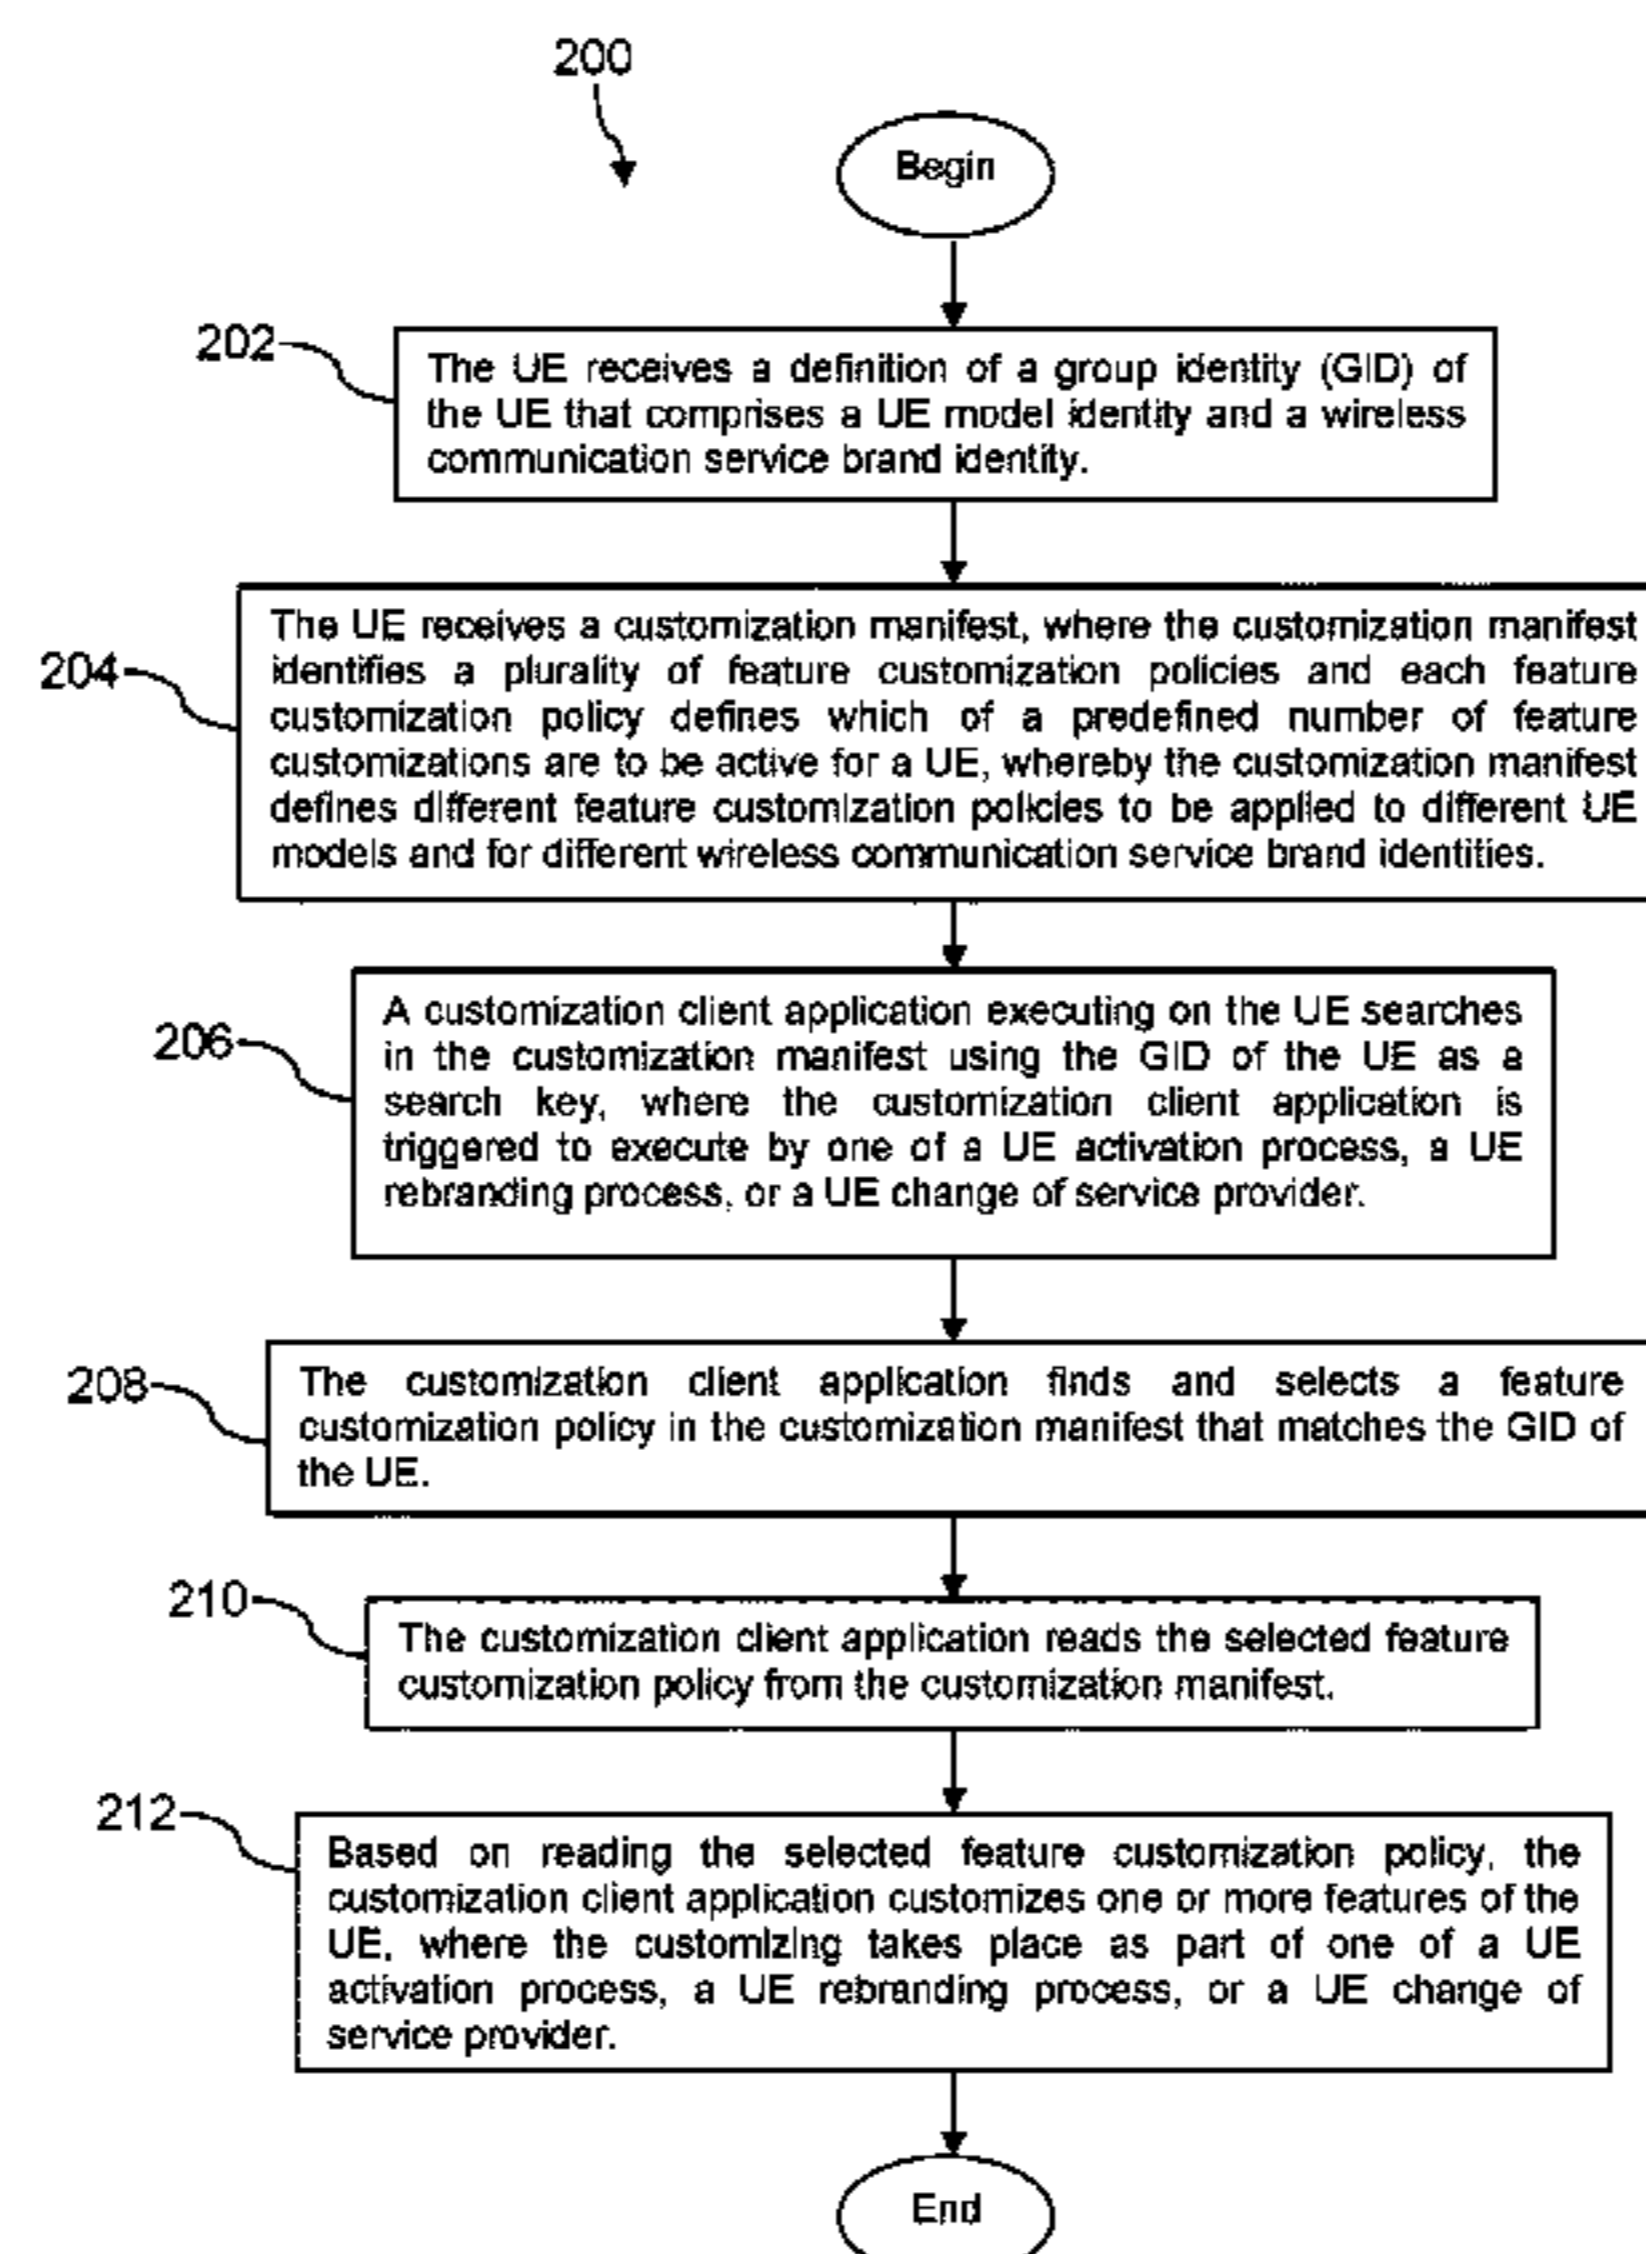 200
Begin
202
The UE receives a definition of a group identity (GID) of
the UE that comprises a UE model identity and a wireless
communication service brand identity.
204
The UE receives a customization manifest, where the customization manifest
identifies a plurality of feature customization policies and each feature
customization policy defines which of a predefined number of feature
customizations are to be active for a UE, whereby the customization manifest
defines different feature customization policies to be applied to different UE
models and for different wireless communication service brand identities.
206
A customization client application executing on the UE searches
in the customization manifest using the GID of the UE as a
search key, where the customization client application is
triggered to execute by one of a UE activation process, a UE
rebranding process, or a UE change of service provider.
208
The customization client application finds and selects a feature
customization policy in the customization manifest that matches the GID of
the UE.
210
The customization client application reads the selected feature
customization policy from the customization manifest.
212
Based on reading the selected feature customization policy, the
customization client application customizes one or more features of the
UE, where the customizing takes place as part of one of a UE
activation process, a UE rebranding process, or a UE change of
service provider.
End